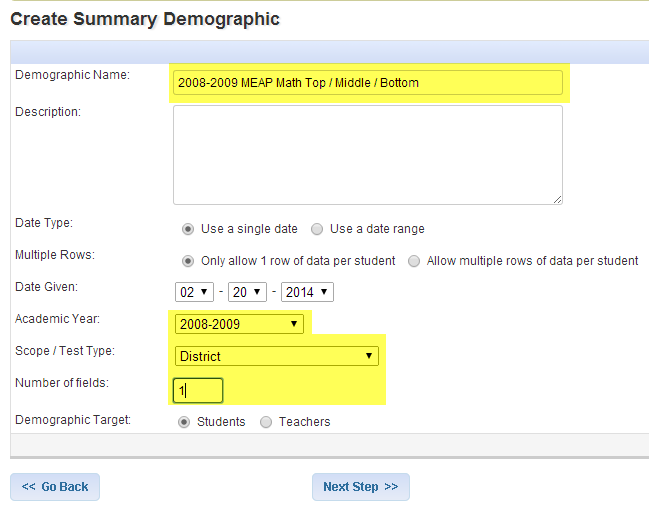 Create Summary Demographic
Demographic Name: 2008-2009 MEAP Math Top / Middle / Bottom
Description:
Date Type: Use a single date Use a date range
Multiple Rows: Only allow 1 row of data per student Allow multiple rows of data per student
Date Given: 02 - 20 - 2014
Academic Year: 2008-2009
Scope / Test Type: District
Number of fields: 1
Demographic Target: Students Teachers
<< Go Back Next Step >>